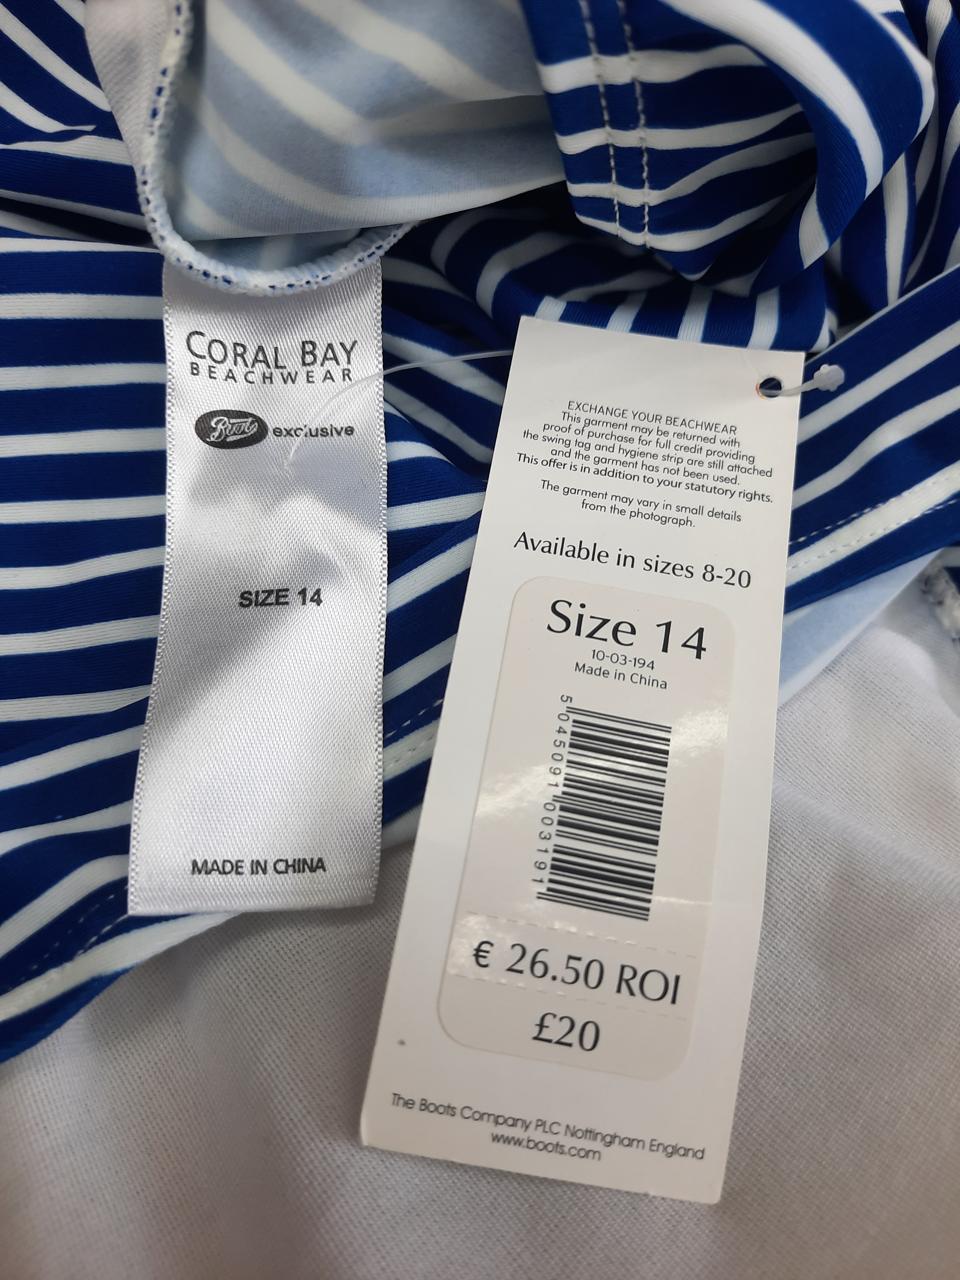 CORAL BAY
BEACHWEAR
Boots exclusive
SIZE 14
MADE IN CHINA
EXCHANGE YOUR BEACHWEAR
This garment may be returned with
proof of purchase for full credit providing
the swing tag and hygiene strip are still attached
and the garment has not been used.
This offer is in addition to your statutory rights.
The garment may vary in small details
from the photograph.
Available in sizes 8-20
Size 14
10-03-194
Made in China
5 045091 003191
€ 26.50 ROI
£20
The Boots Company PLC Nottingham England
www.boots.com